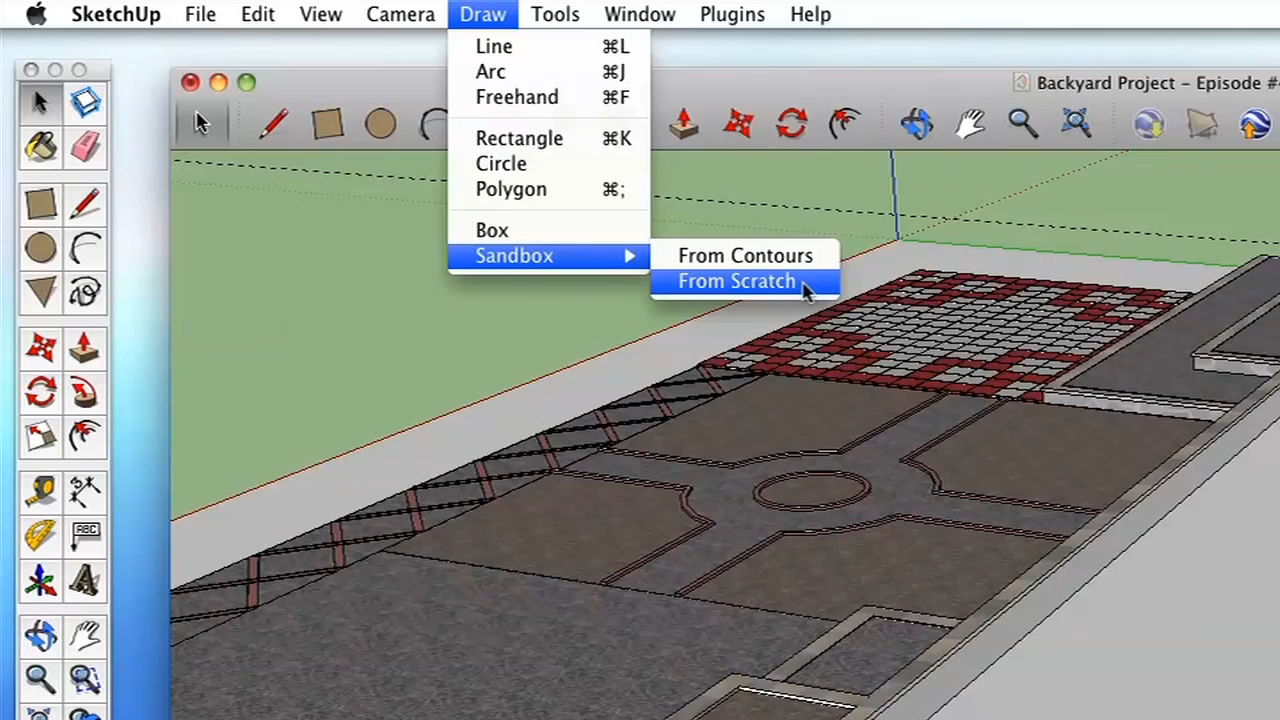 SketchUp File Edit View Camera Draw Tools Window Plugins Help
Backyard Project – Episode #
Line ⌘L
Arc ⌘J
Freehand ⌘F
Rectangle ⌘K
Circle
Polygon ⌘;
Box
Sandbox
From Contours
From Scratch
ABC